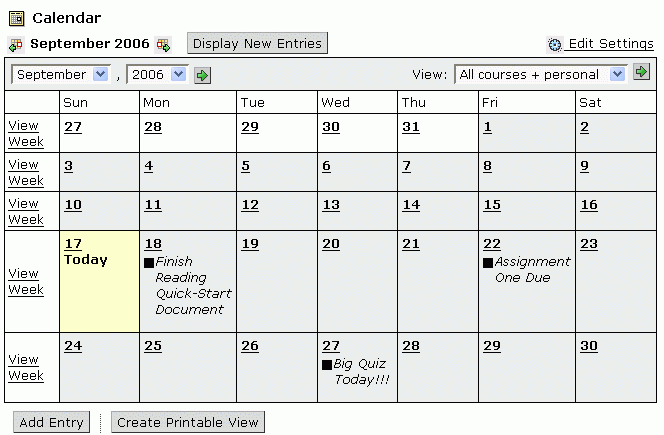 Calendar
September 2006 Display New Entries Edit Settings
September , 2006 View: All courses + personal
Sun Mon Tue Wed Thu Fri Sat
View Week 27 28 29 30 31 1 2
View Week 3 4 5 6 7 8 9
View Week 10 11 12 13 14 15 16
View Week
17 Today
18 Finish
Reading
Quick-Start
Document
19
20
21
22 Assignment
One Due
23
View Week
24
25
26
27 Big Quiz
Today!!!
28
29
30
Add Entry Create Printable View